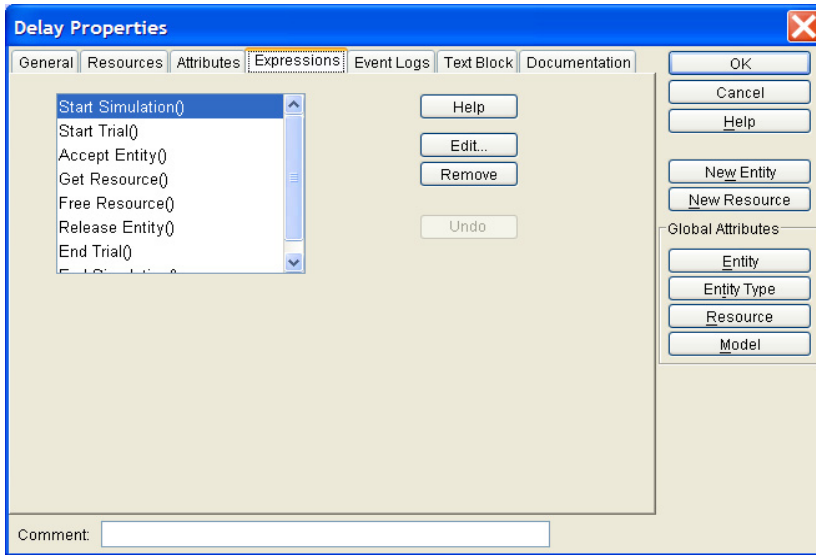 Delay Properties
General Resources Attributes Expressions Event Logs Text Block Documentation
Start Simulation()
Start Trial()
Accept Entity()
Get Resource()
Free Resource()
Release Entity()
End Trial()
Help
Edit...
Remove
Undo
OK
Cancel
Help
New Entity
New Resource
Global Attributes
Entity
Entity Type
Resource
Model
Comment: